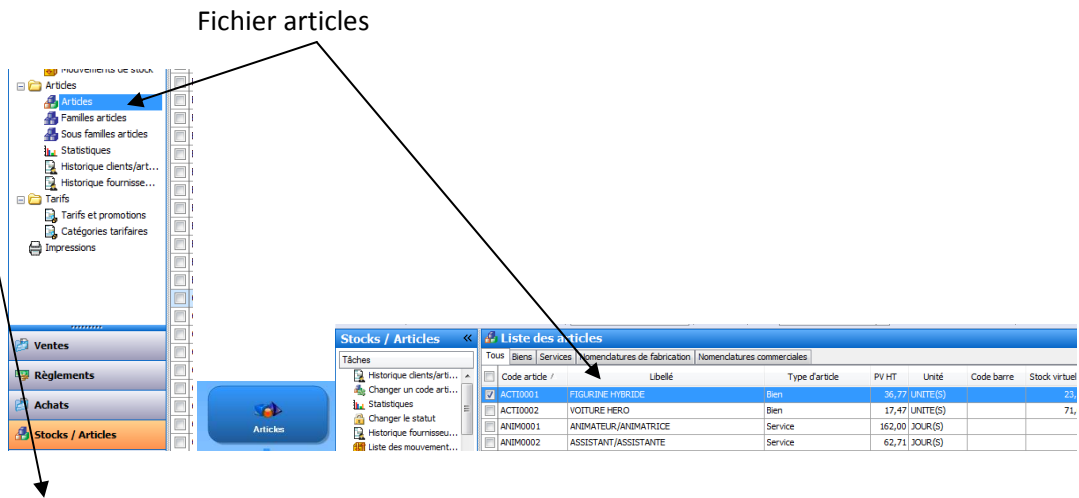 Fichier articles
Mouvements de stock
Articles
Articles
Familles articles
Sous familles articles
Statistiques
Historique clients/art...
Historique fournisse...
Tarifs
Tarifs et promotions
Catégories tarifaires
Impressions
Ventes
Règlements
Achats
Stocks / Articles
Articles
Stocks / Articles «
Tâches
Historique clients/arti...
Changer un code arti...
Statistiques
Changer le statut
Historique fournisseu...
Liste des mouvement...
Liste des articles
Tous Biens Services Nomenclatures de fabrication Nomenclatures commerciales
Code article / Libellé Type d'article PV HT Unité Code barre Stock virtuel
ACTI0001 FIGURINE HYBRIDE Bien 36,77 UNITE(S) 23,
ACTI0002 VOITURE HERO Bien 17,47 UNITE(S) 71,
ANIM0001 ANIMATEUR/ANIMATRICE Service 162,00 JOUR(S)
ANIM0002 ASSISTANT/ASSISTANTE Service 62,71 JOUR(S)